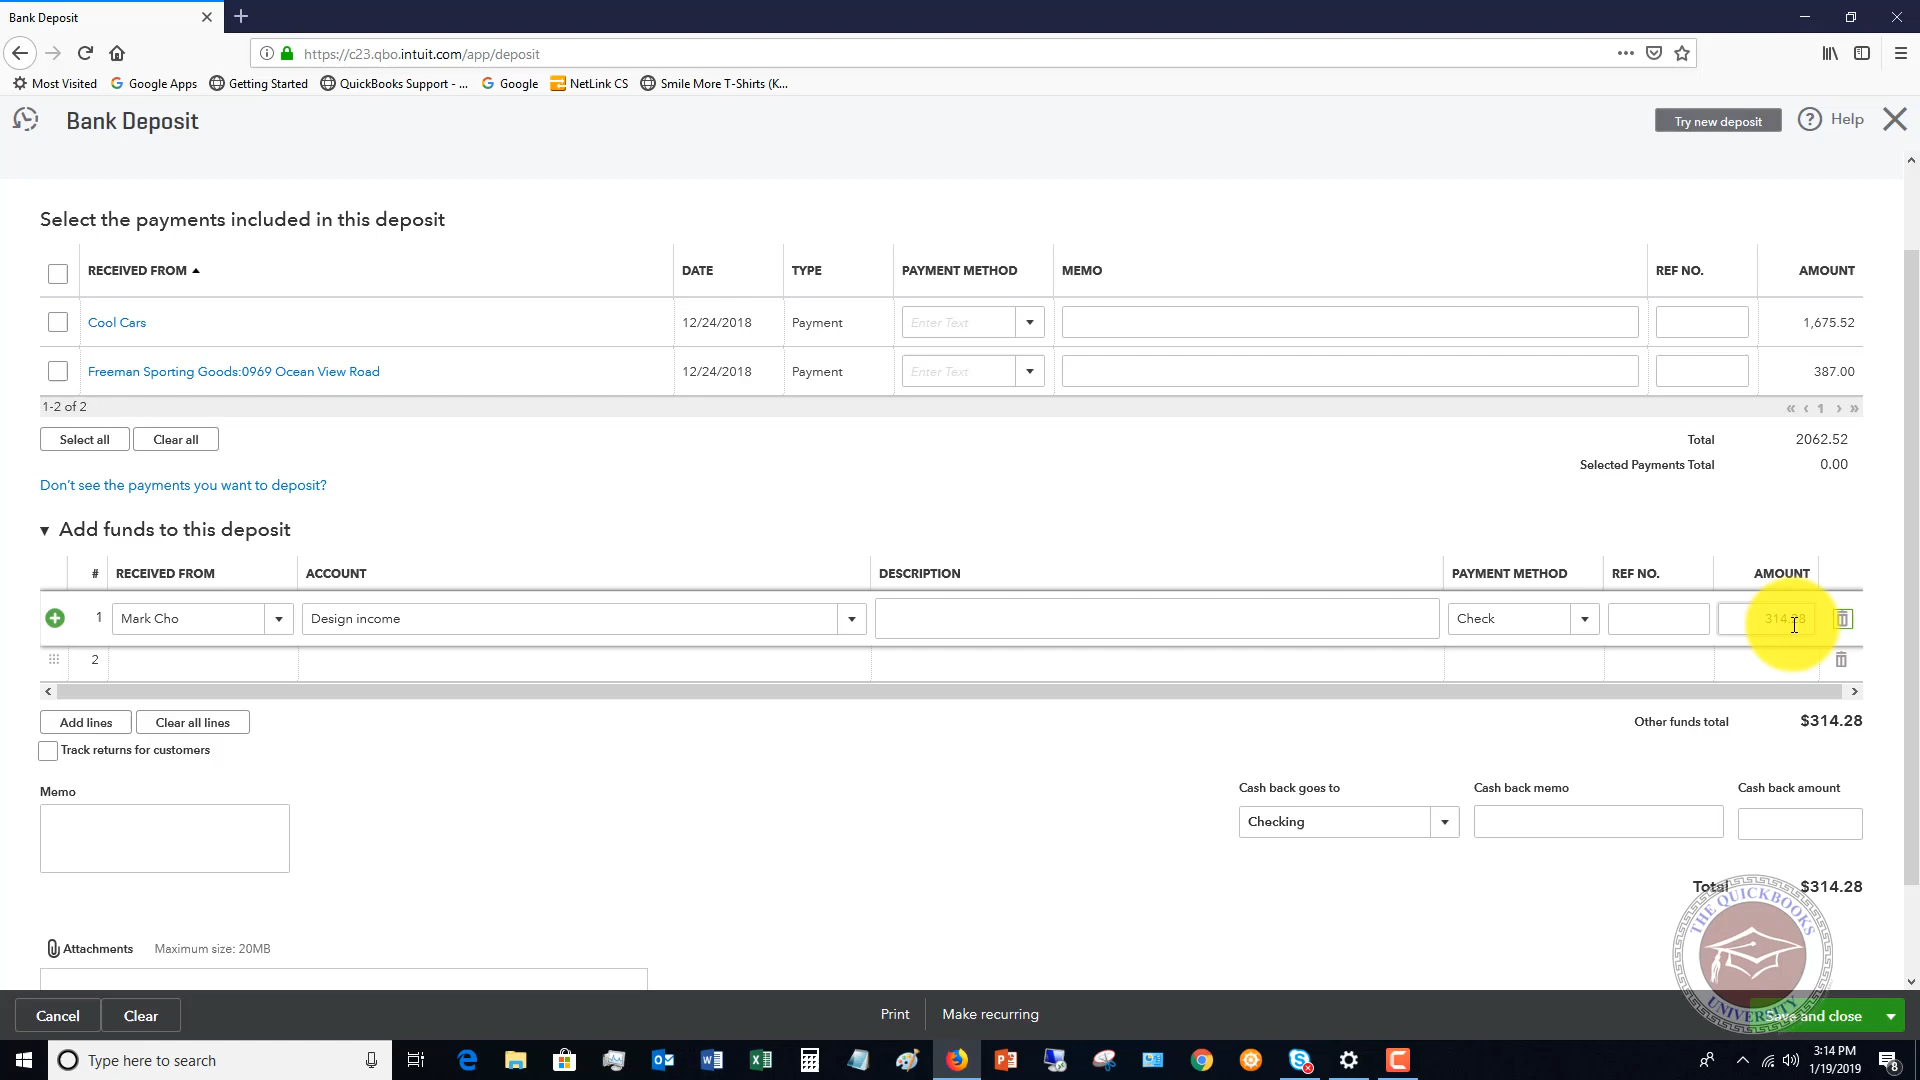 Bank Deposit
https://c23.qbo.intuit.com/app/deposit
Most Visited Google Apps Getting Started QuickBooks Support - ... Google NetLink CS Smile More T-Shirts (K...
Bank Deposit Try new deposit ? Help
Select the payments included in this deposit
RECEIVED FROM DATE TYPE PAYMENT METHOD MEMO REF NO. AMOUNT
Cool Cars 12/24/2018 Payment Enter Text 1,675.52
Freeman Sporting Goods:0969 Ocean View Road 12/24/2018 Payment Enter Text 387.00
1-2 of 2 « ‹ 1 › »
Select all Clear all Total 2062.52
Selected Payments Total 0.00
Don't see the payments you want to deposit?
Add funds to this deposit
# RECEIVED FROM ACCOUNT DESCRIPTION PAYMENT METHOD REF NO. AMOUNT
1 Mark Cho Design income Check 314.28
2
Add lines Clear all lines Other funds total $314.28
Track returns for customers
Memo Cash back goes to Cash back memo Cash back amount
Checking
Total $314.28
THE QUICKBOOKS UNIVERSITY
Attachments Maximum size: 20MB
Cancel Clear Print Make recurring Save and close
Type here to search 3:14 PM
1/19/2019 8